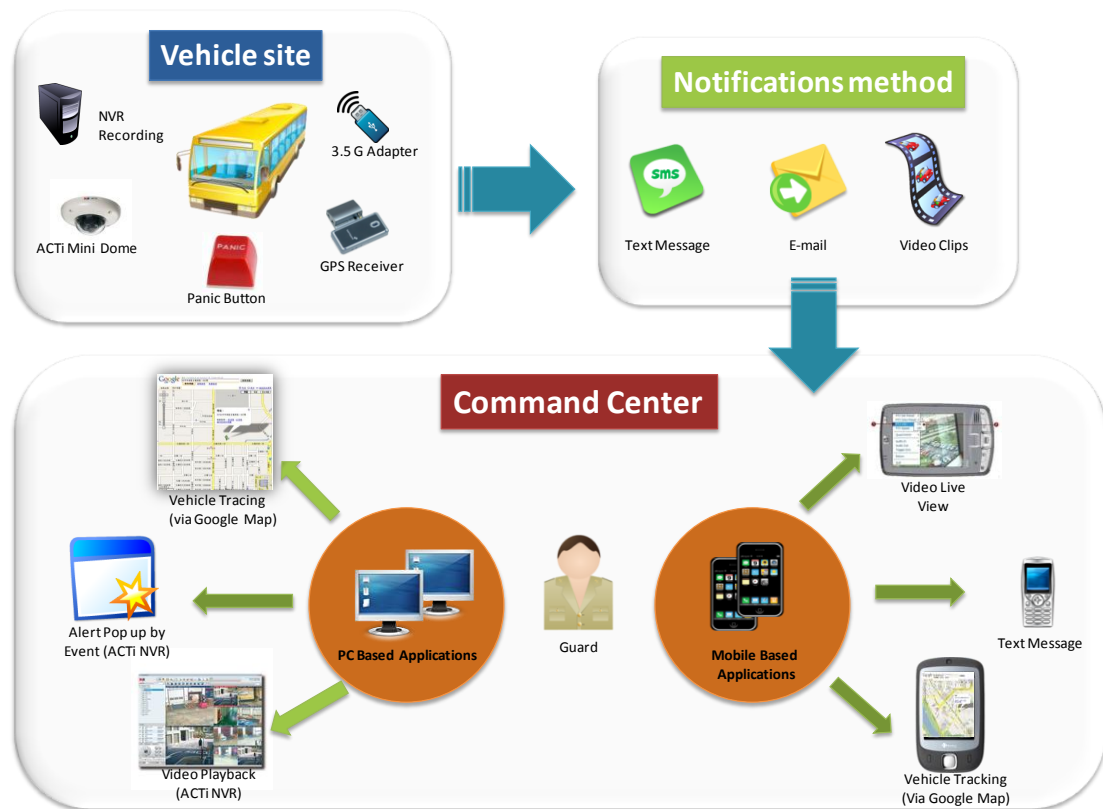 Vehicle site
NVR
Recording
3.5 G Adapter
ACTi Mini Dome
PANIC
Panic Button
GPS Receiver
Notifications method
sms
Text Message
E-mail
Video Clips
Command Center
Google
Vehicle Tracing
(via Google Map)
Alert Pop up by
Event (ACTi NVR)
Video Playback
(ACTi NVR)
PC Based Applications
Guard
Mobile Based
Applications
Video Live
View
Text Message
Vehicle Tracking
(Via Google Map)